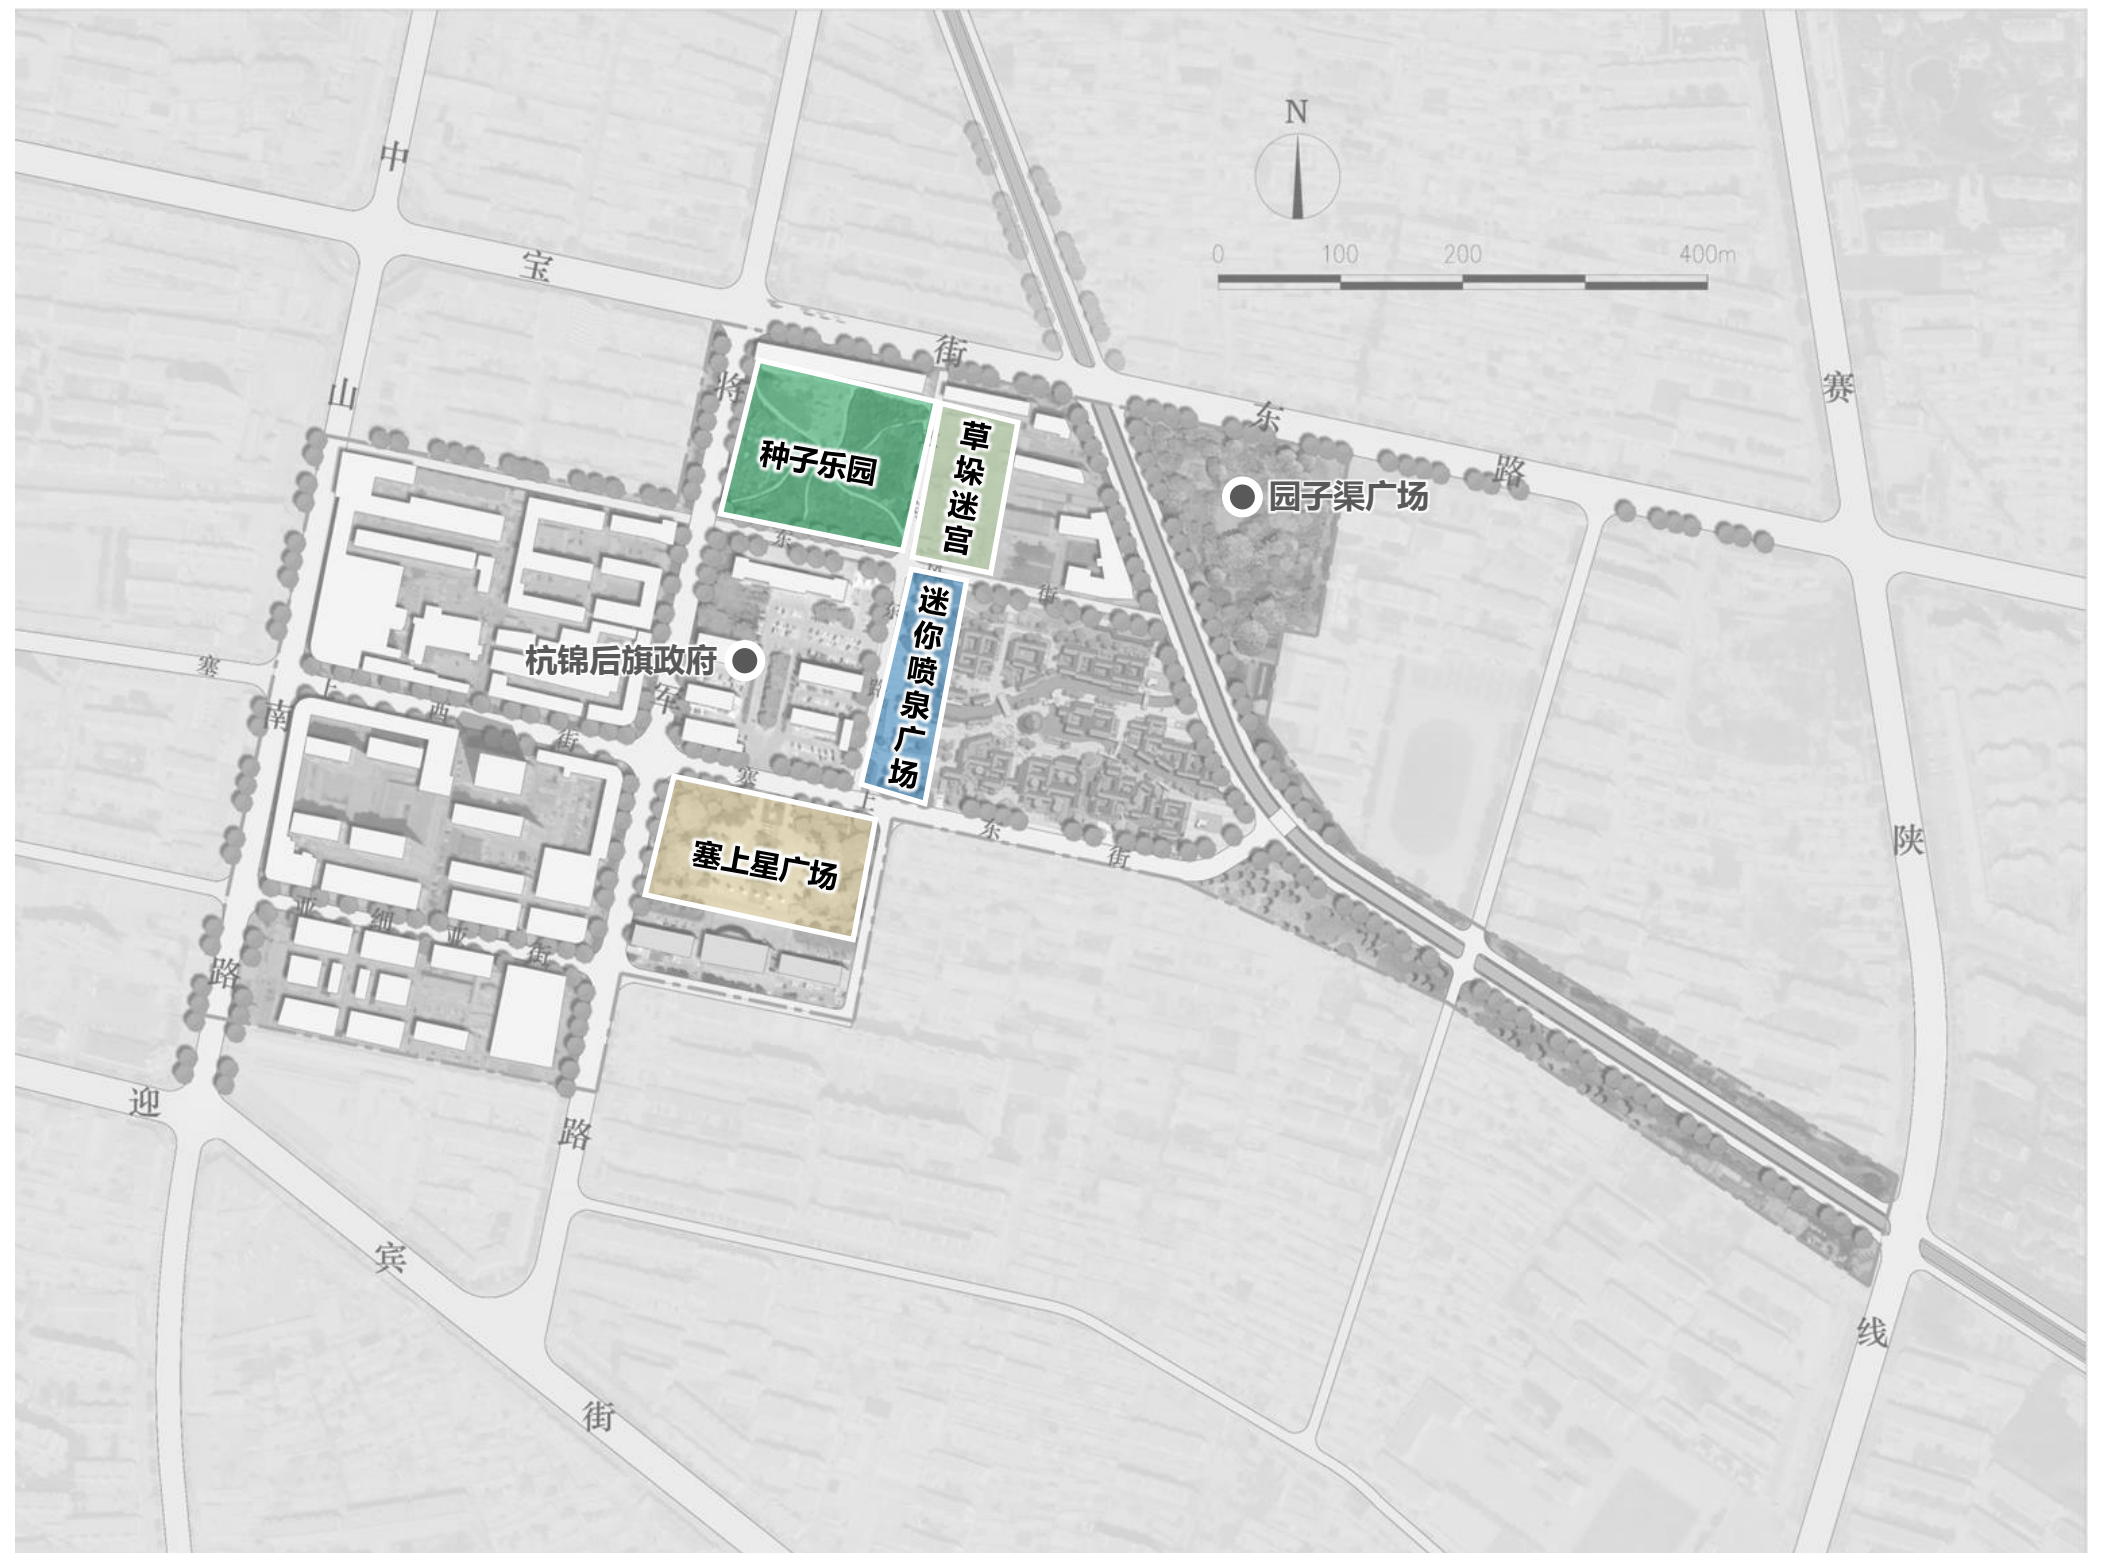 N
0 100 200 400m
中山南路
宝街东路
将军路
赛陕线
种子乐园
草垛迷宫
园子渠广场
东街
迷你喷泉广场
杭锦后旗政府
塞上西街
塞上东街
塞上星广场
亚细亚街
迎宾街